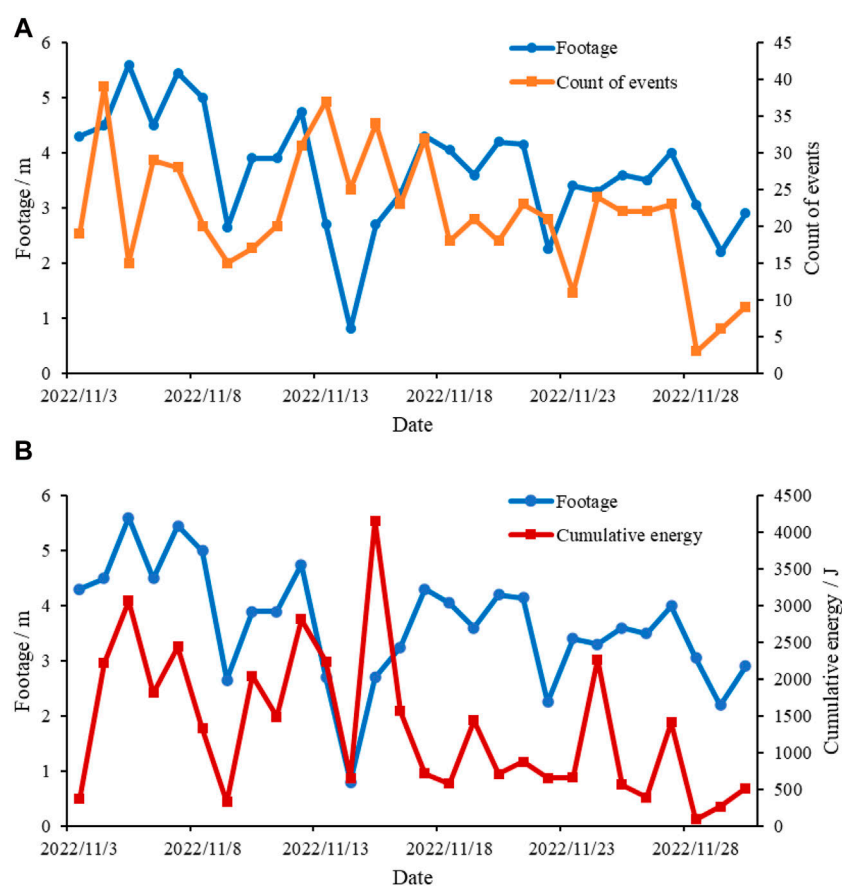 A
6
5
4
3
2
1
0
Footage / m
45
40
35
30
25
20
15
10
5
0
Count of events
Footage
Count of events
2022/11/3 2022/11/8 2022/11/13 2022/11/18 2022/11/23 2022/11/28
Date
B
6
5
4
3
2
1
0
Footage / m
4500
4000
3500
3000
2500
2000
1500
1000
500
0
Cumulative energy / J
Footage
Cumulative energy
2022/11/3 2022/11/8 2022/11/13 2022/11/18 2022/11/23 2022/11/28
Date